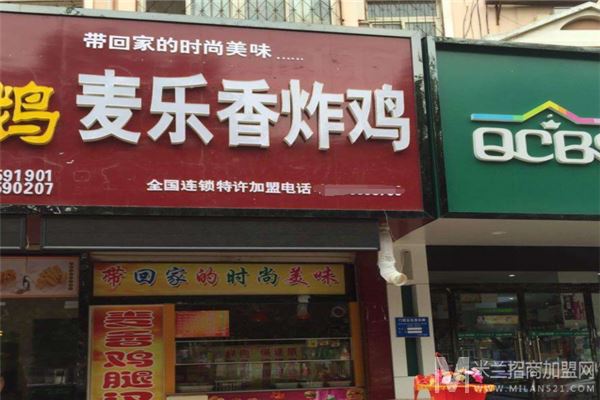 带回家的时尚美味……
麦乐香炸鸡
591901
590207
全国连锁特许加盟电话:
QCBS
带回家的时尚美味
麦香鸡腿汉
米兰招商加盟网
WWW.MILAN521.COM